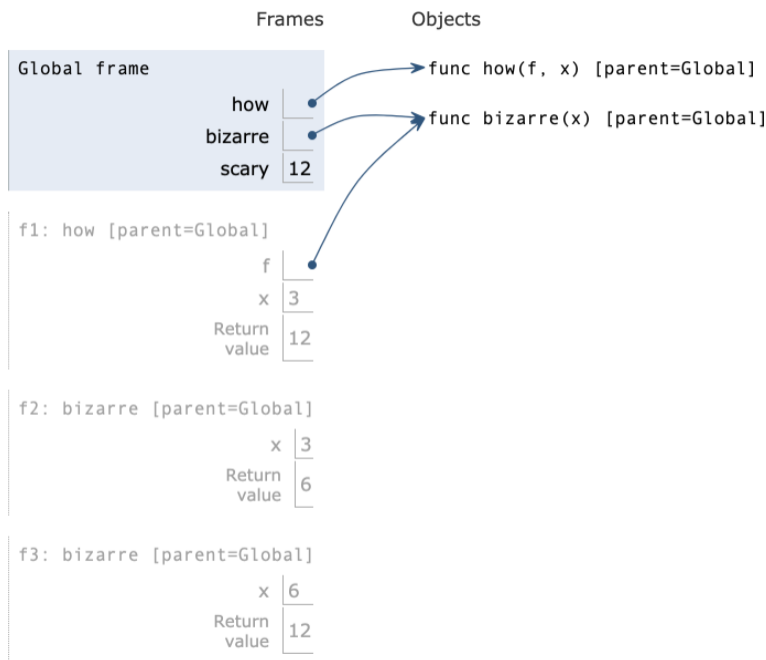 Frames Objects
Global frame
func how(f, x) [parent=Global]
how
func bizarre(x) [parent=Global]
bizarre
scary 12
f1: how [parent=Global]
f
x 3
Return
value 12
f2: bizarre [parent=Global]
x 3
Return
value 6
f3: bizarre [parent=Global]
x 6
Return
value 12